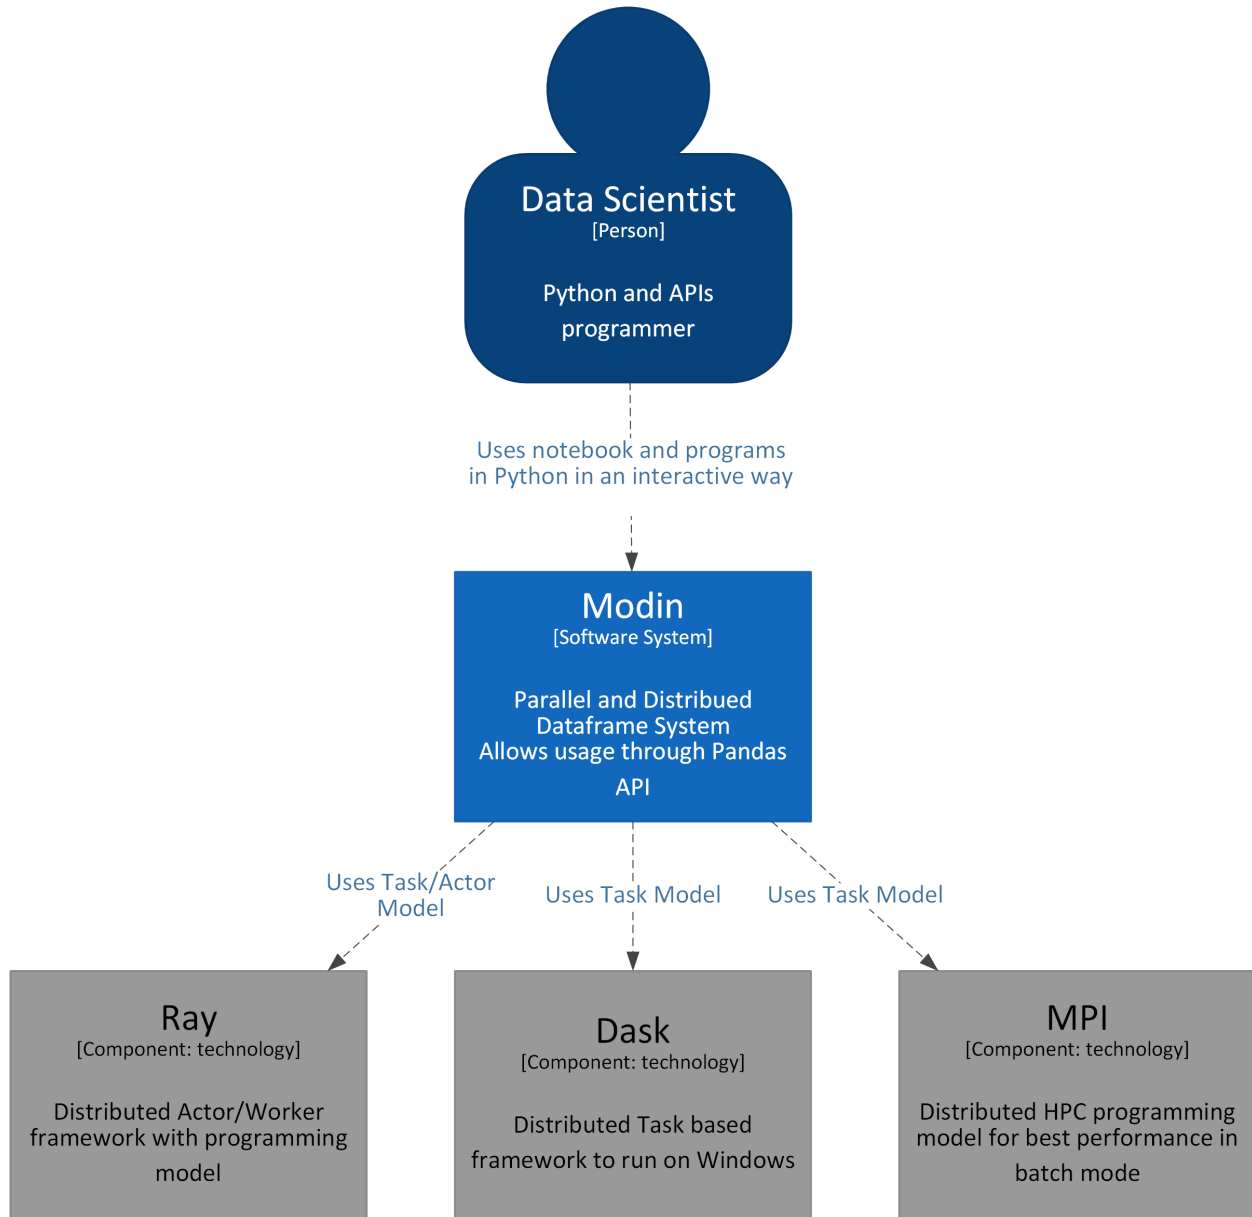 Data Scientist
[Person]
Python and APIs
programmer
Uses notebook and programs
in Python in an interactive way
Modin
[Software System]
Parallel and Distribued
Dataframe System
Allows usage through Pandas
API
Uses Task/Actor
Model
Uses Task Model
Uses Task Model
Ray
[Component: technology]
Distributed Actor/Worker
framework with programming
model
Dask
[Component: technology]
Distributed Task based
framework to run on Windows
MPI
[Component: technology]
Distributed HPC programming
model for best performance in
batch mode